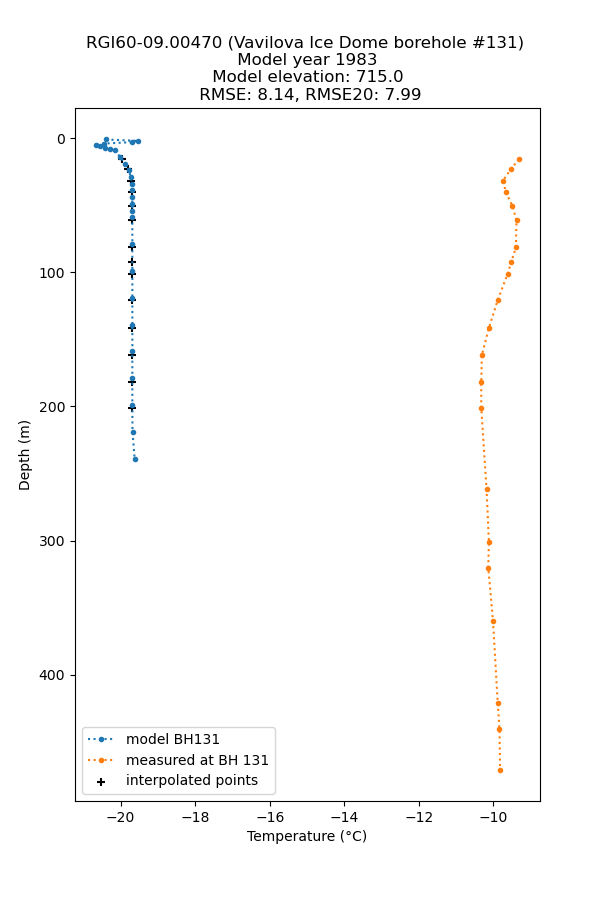 RGI60-09.00470 (Vavilova Ice Dome borehole #131)
Model year 1983
Model elevation: 715.0
RMSE: 8.14, RMSE20: 7.99
0
100
200
300
400
Depth (m)
model BH131
measured at BH 131
interpolated points
−20 −18 −16 −14 −12 −10
Temperature (°C)